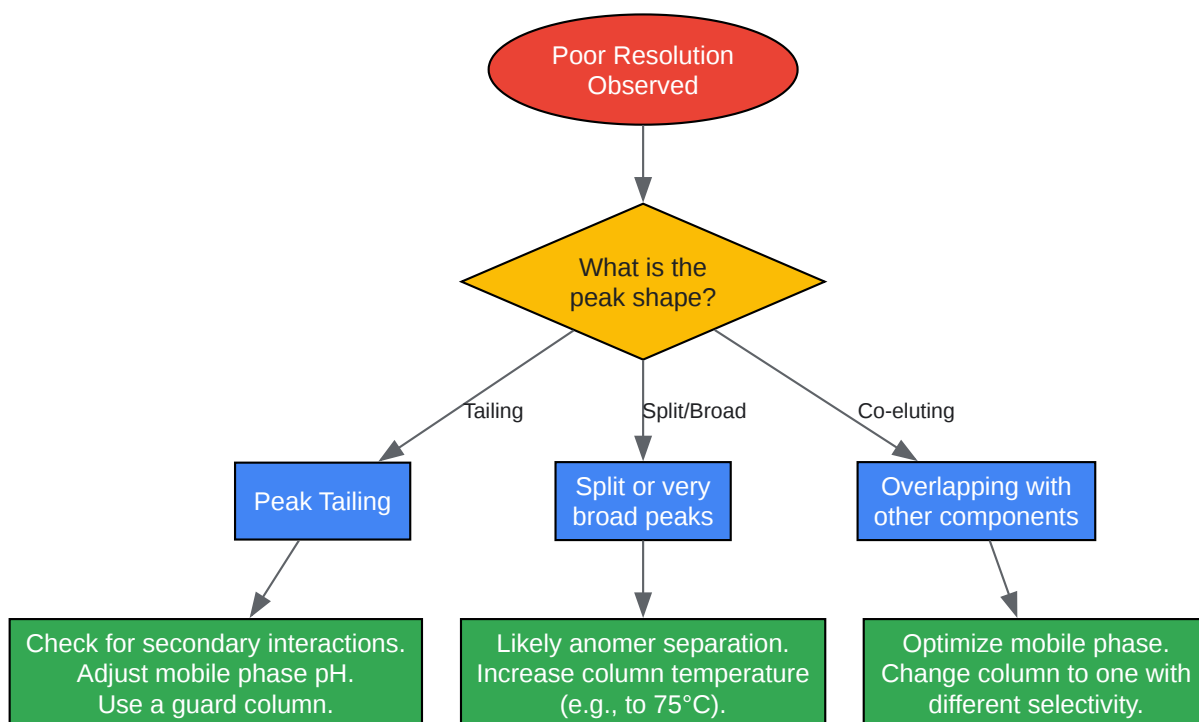 Poor Resolution
Observed
What is the
peak shape?
Tailing
Split/Broad
Co-eluting
Peak Tailing
Split or very
broad peaks
Overlapping with
other components
Check for secondary interactions.
Adjust mobile phase pH.
Use a guard column.
Likely anomer separation.
Increase column temperature
(e.g., to 75°C).
Optimize mobile phase.
Change column to one with
different selectivity.